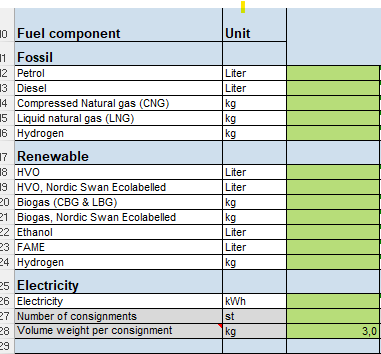 10 Fuel component Unit
11 Fossil
12 Petrol Liter
13 Diesel Liter
14 Compressed Natural gas (CNG) kg
15 Liquid natural gas (LNG) kg
16 Hydrogen kg
17 Renewable
18 HVO Liter
19 HVO, Nordic Swan Ecolabelled Liter
20 Biogas (CBG & LBG) kg
21 Biogas, Nordic Swan Ecolabelled kg
22 Ethanol Liter
23 FAME Liter
24 Hydrogen kg
25 Electricity
26 Electricity kWh
27 Number of consignments st
28 Volume weight per consignment kg 3,0
29